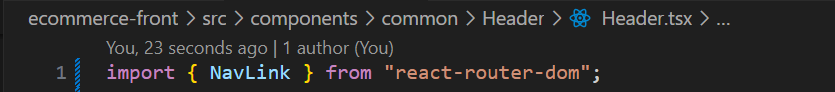 ecommerce-front > src > components > common > Header > Header.tsx > ...
You, 23 seconds ago | 1 author (You)
1 import { NavLink } from "react-router-dom";